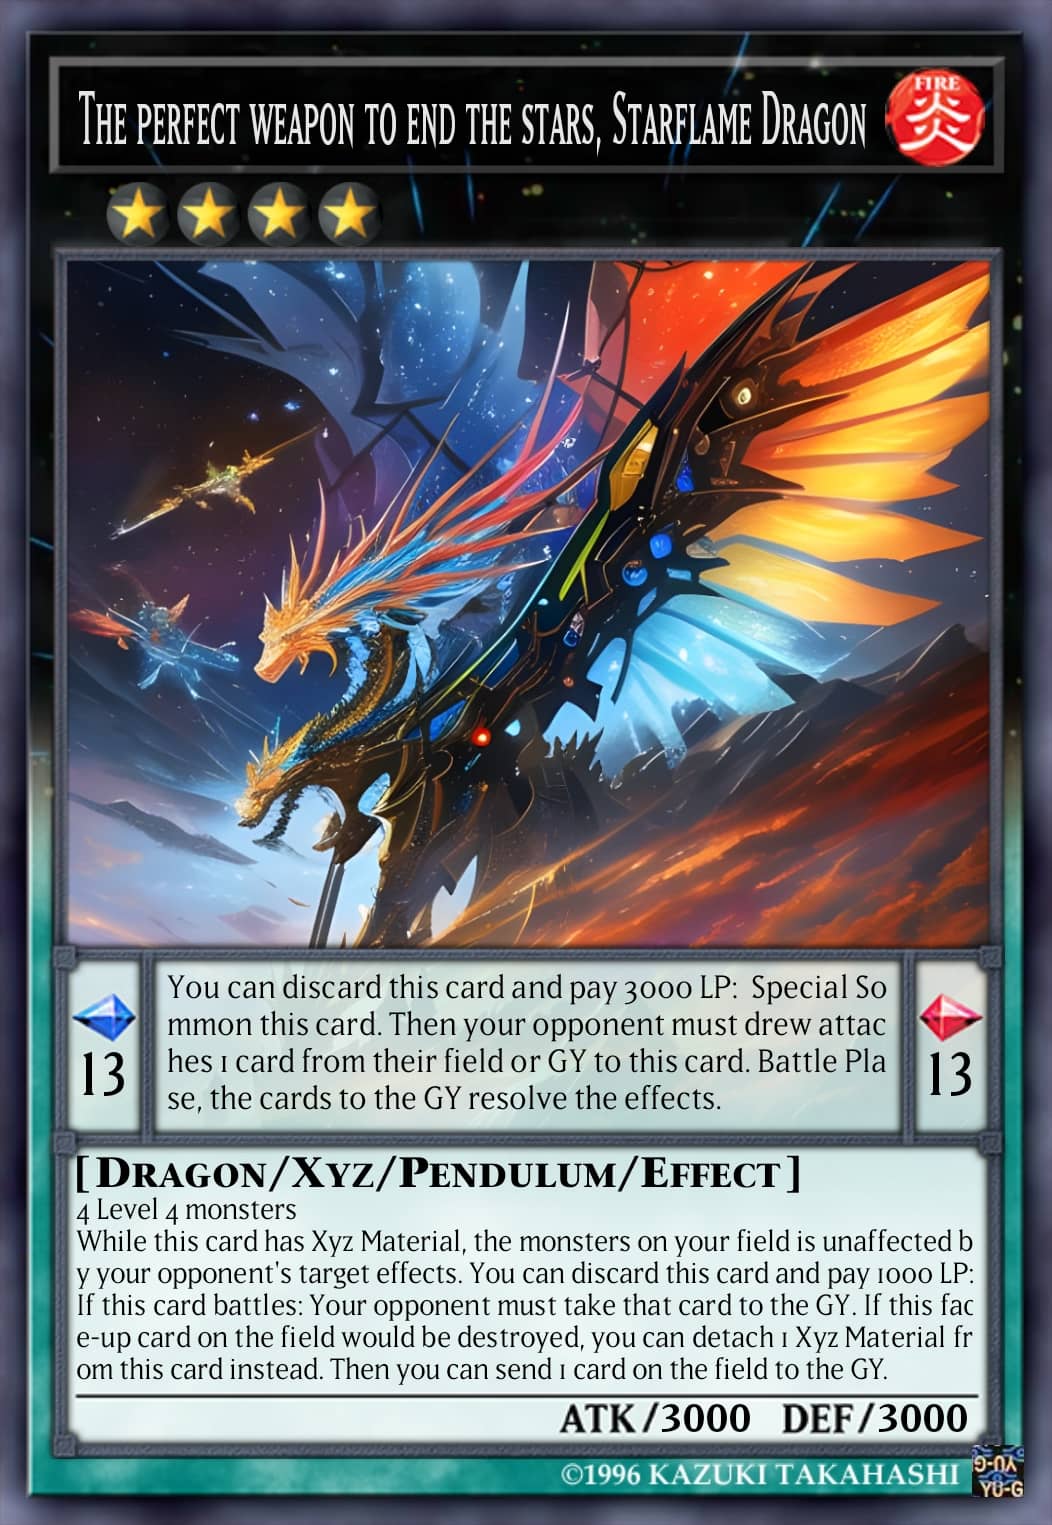 The perfect weapon to end the stars, Starflame Dragon
FIRE
炎
You can discard this card and pay 3000 LP: Special So
mmon this card. Then your opponent must drew attac
hes 1 card from their field or GY to this card. Battle Pla
se, the cards to the GY resolve the effects.
13
13
[Dragon/Xyz/Pendulum/Effect]
4 Level 4 monsters
While this card has Xyz Material, the monsters on your field is unaffected b
y your opponent's target effects. You can discard this card and pay 1000 LP:
If this card battles: Your opponent must take that card to the GY. If this fac
e-up card on the field would be destroyed, you can detach 1 Xyz Material fr
om this card instead. Then you can send 1 card on the field to the GY.
ATK/3000 DEF/3000
©1996 KAZUKI TAKAHASHI
YU-G
YU-G